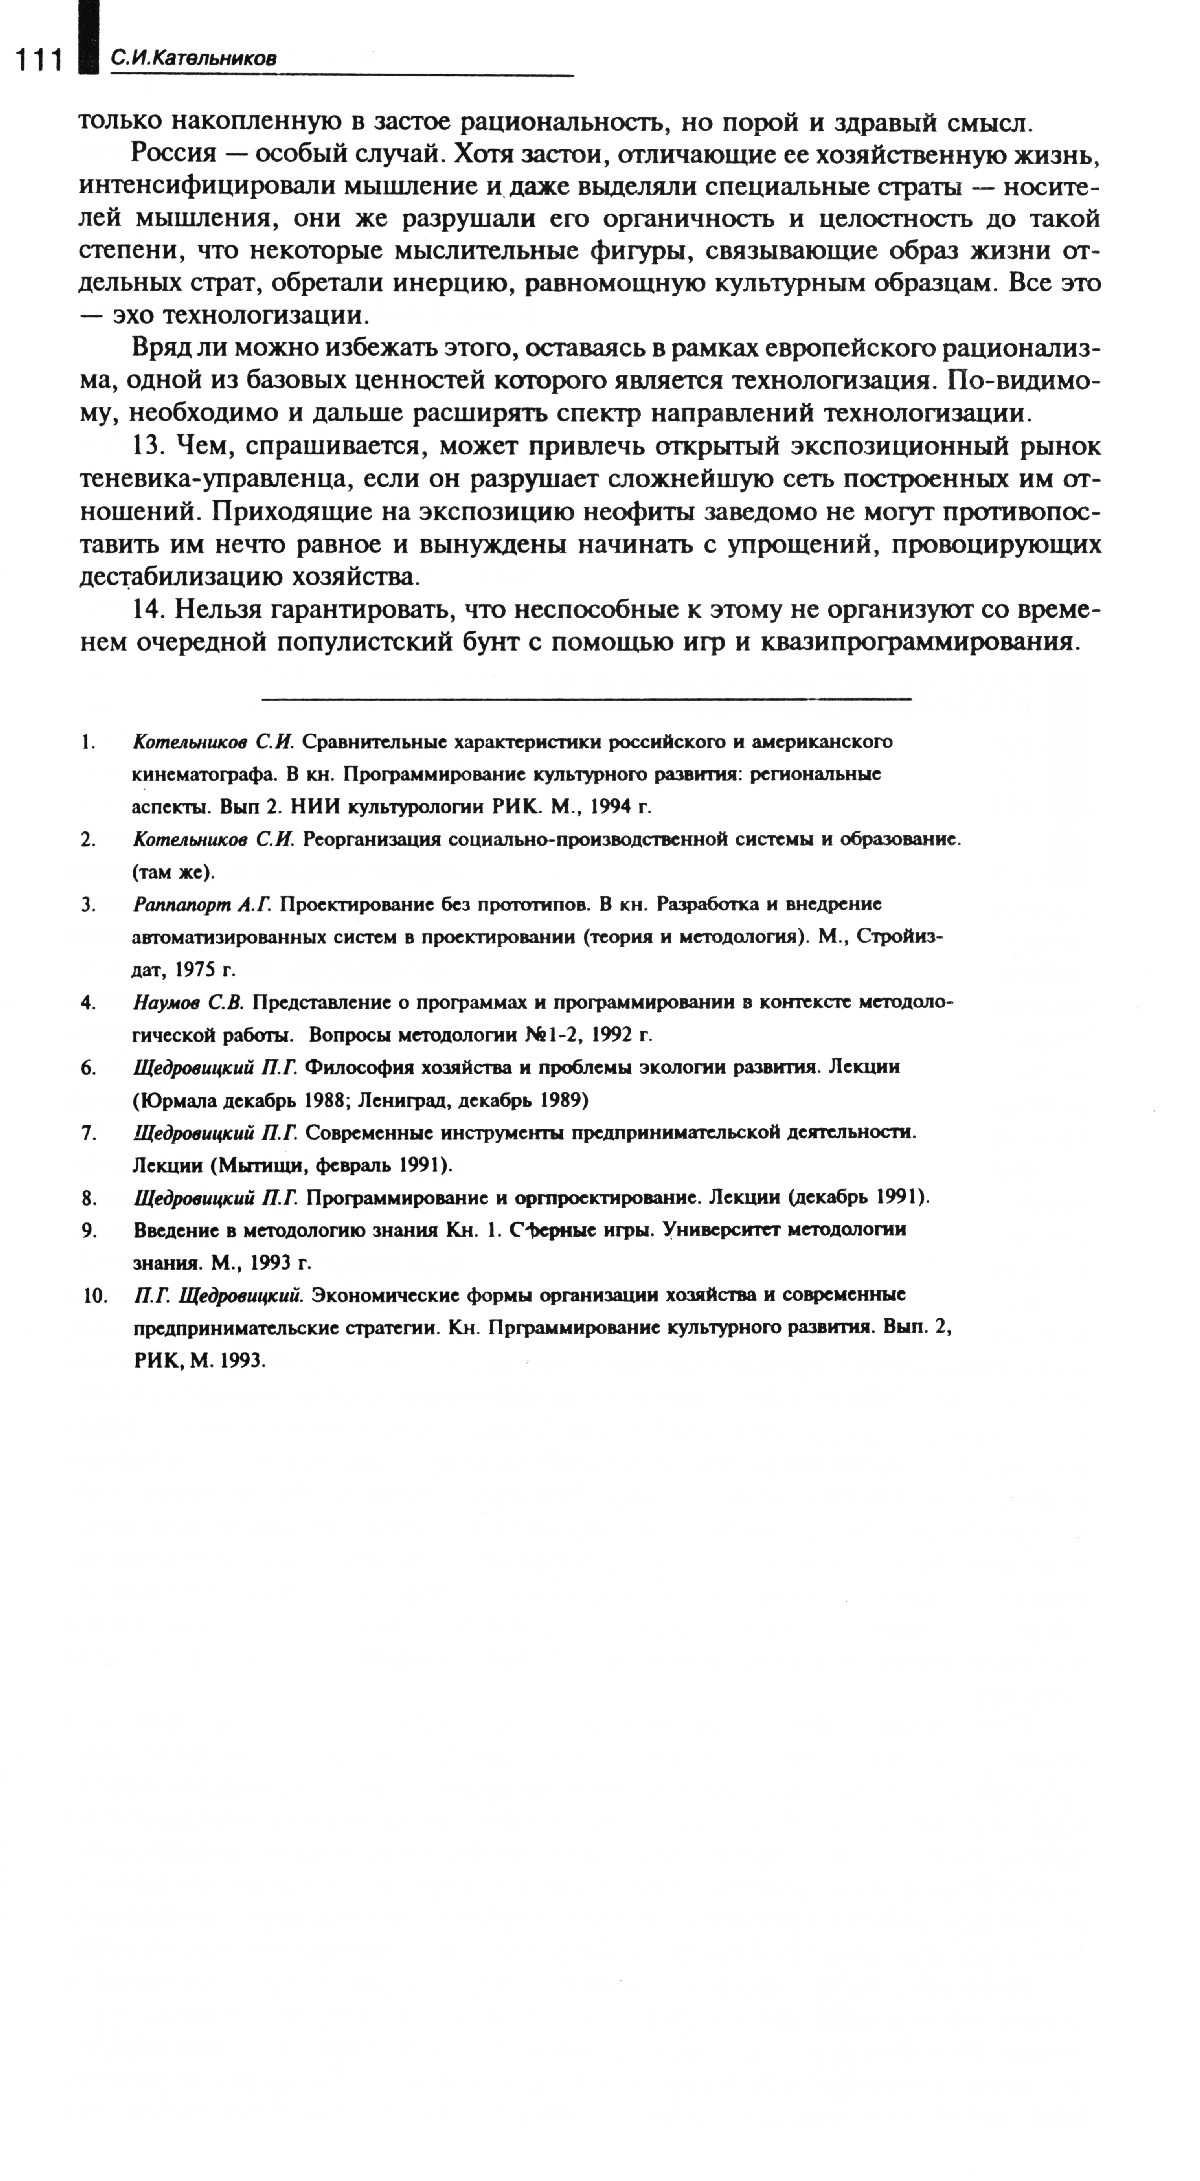 111 С.И.Кательников
только накопленную в застое рациональность, но порой и здравый смысл.
Россия — особый случай. Хотя застои, отличающие ее хозяйственную жизнь,
интенсифицировали мышление и даже выделяли специальные страты — носите-
лей мышления, они же разрушали его органичность и целостность до такой
степени, что некоторые мыслительные фигуры, связывающие образ жизни от-
дельных страт, обретали инерцию, равномощную культурным образцам. Все это
— эхо технологизации.
Вряд ли можно избежать этого, оставаясь в рамках европейского рационализ-
ма, одной из базовых ценностей которого является технологизация. По-видимо-
му, необходимо и дальше расширять спектр направлений технологизации.
13. Чем, спрашивается, может привлечь открытый экспозиционный рынок
теневика-управленца, если он разрушает сложнейшую сеть построенных им от-
ношений. Приходящие на экспозицию неофиты заведомо не могут противопос-
тавить им нечто равное и вынуждены начинать с упрощений, провоцирующих
дестабилизацию хозяйства.
14. Нельзя гарантировать, что неспособные к этому не организуют со време-
нем очередной популистский бунт с помощью игр и квазипрограммирования.
1. Котельников С.И. Сравнительные характеристики российского и американского
кинематографа. В кн. Программирование культурного развития: региональные
аспекты. Вып 2. НИИ культурологии РИК. М., 1994 г.
2. Котельников С.И. Реорганизация социально-производственной системы и образование.
(там же).
3. Раппапорт А.Г. Проектирование без прототипов. В кн. Разработка и внедрение
автоматизированных систем в проектировании (теория и методология). М., Стройиз-
дат, 1975 г.
4. Наумов С.В. Представление о программах и программировании в контексте методоло-
гической работы. Вопросы методологии №1-2, 1992 г.
6. Щедровицкий П.Г. Философия хозяйства и проблемы экологии развития. Лекции
(Юрмала декабрь 1988; Лениград, декабрь 1989)
7. Щедровицкий П.Г. Современные инструменты предпринимательской деятельности.
Лекции (Мытищи, февраль 1991).
8. Щедровицкий П.Г. Программирование и оргпроектирование. Лекции (декабрь 1991).
9. Введение в методологию знания Кн. 1. Сферные игры. Университет методологии
знания. М., 1993 г.
10. П.Г. Щедровицкий. Экономические формы организации хозяйства и современные
предпринимательские стратегии. Кн. Прграммирование культурного развития. Вып. 2,
РИК, М. 1993.